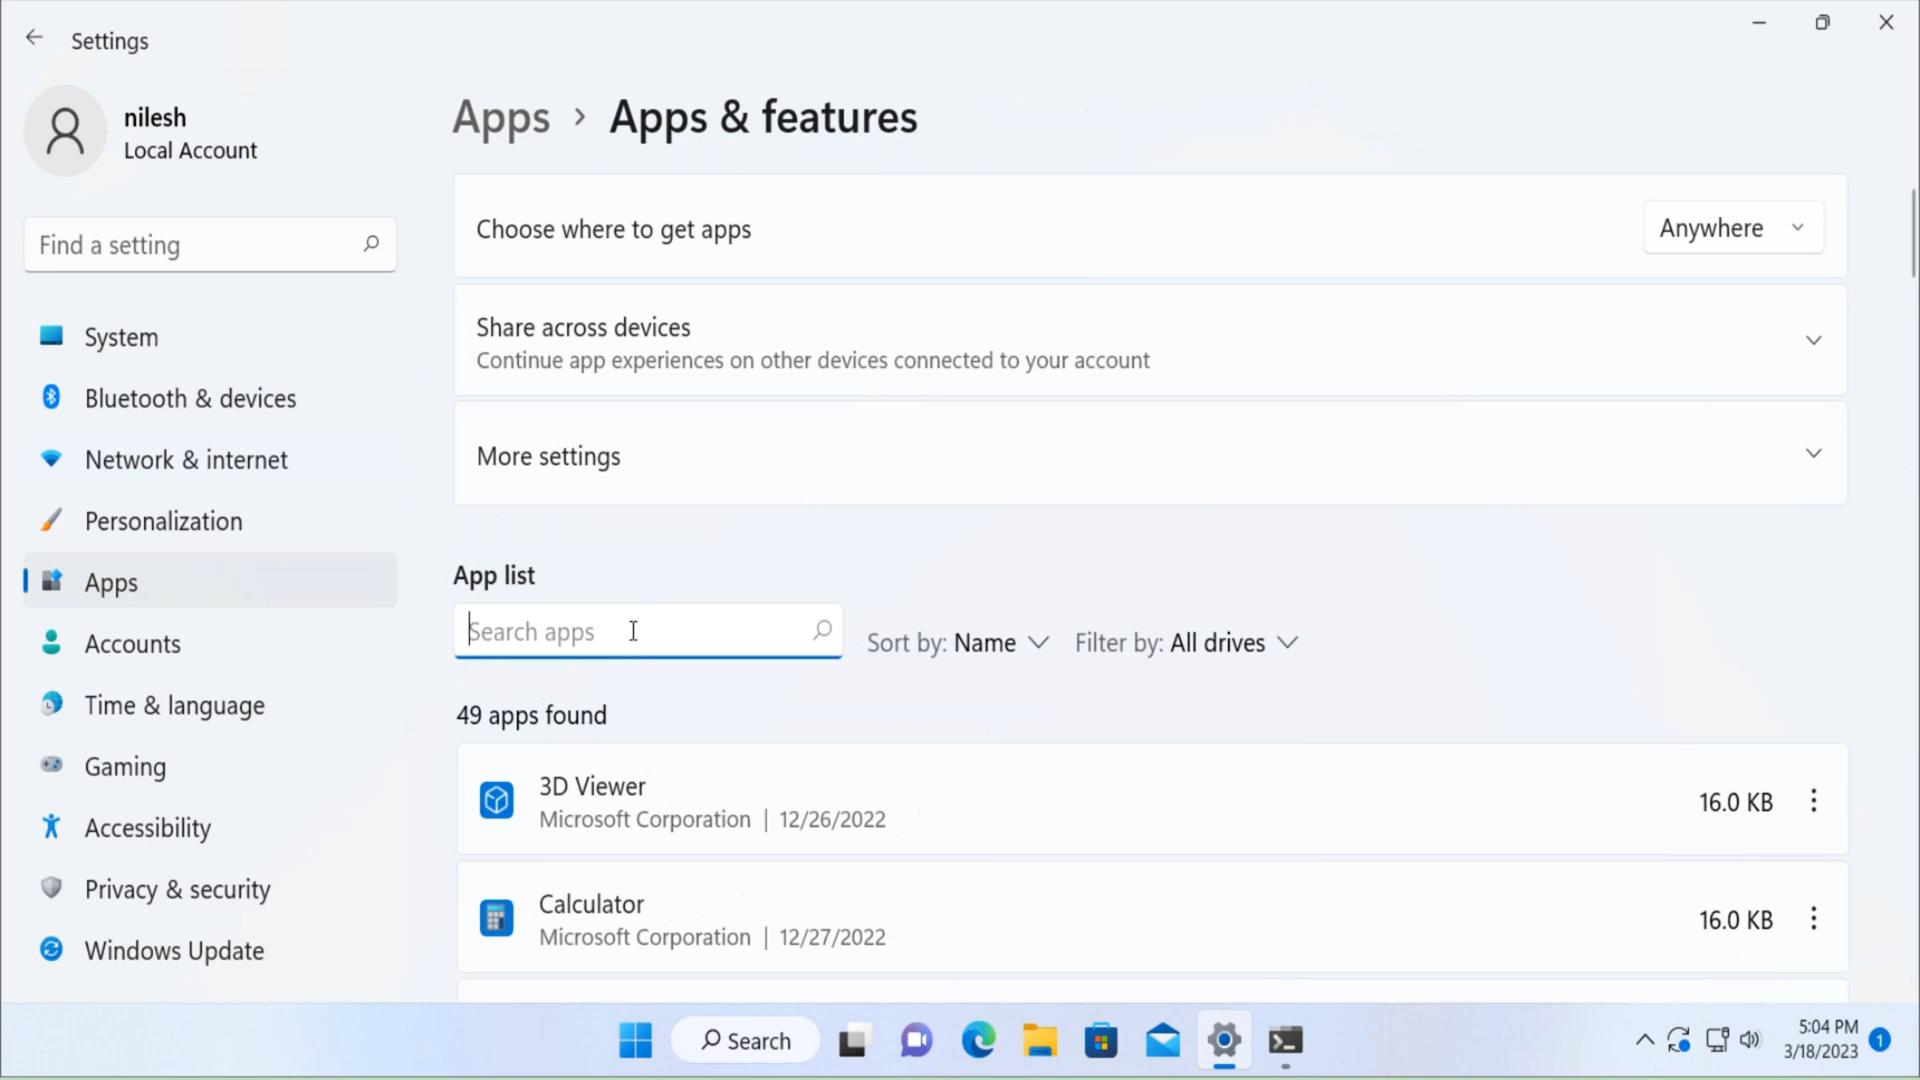 Settings
nilesh
Local Account
Find a setting
System
Bluetooth & devices
Network & internet
Personalization
Apps
Accounts
Time & language
Gaming
Accessibility
Privacy & security
Windows Update
Apps > Apps & features
Choose where to get apps
Anywhere
Share across devices
Continue app experiences on other devices connected to your account
More settings
App list
Search apps
Sort by: Name
Filter by: All drives
49 apps found
3D Viewer
Microsoft Corporation | 12/26/2022
16.0 KB
Calculator
Microsoft Corporation | 12/27/2022
16.0 KB
Search
5:04 PM
3/18/2023
1